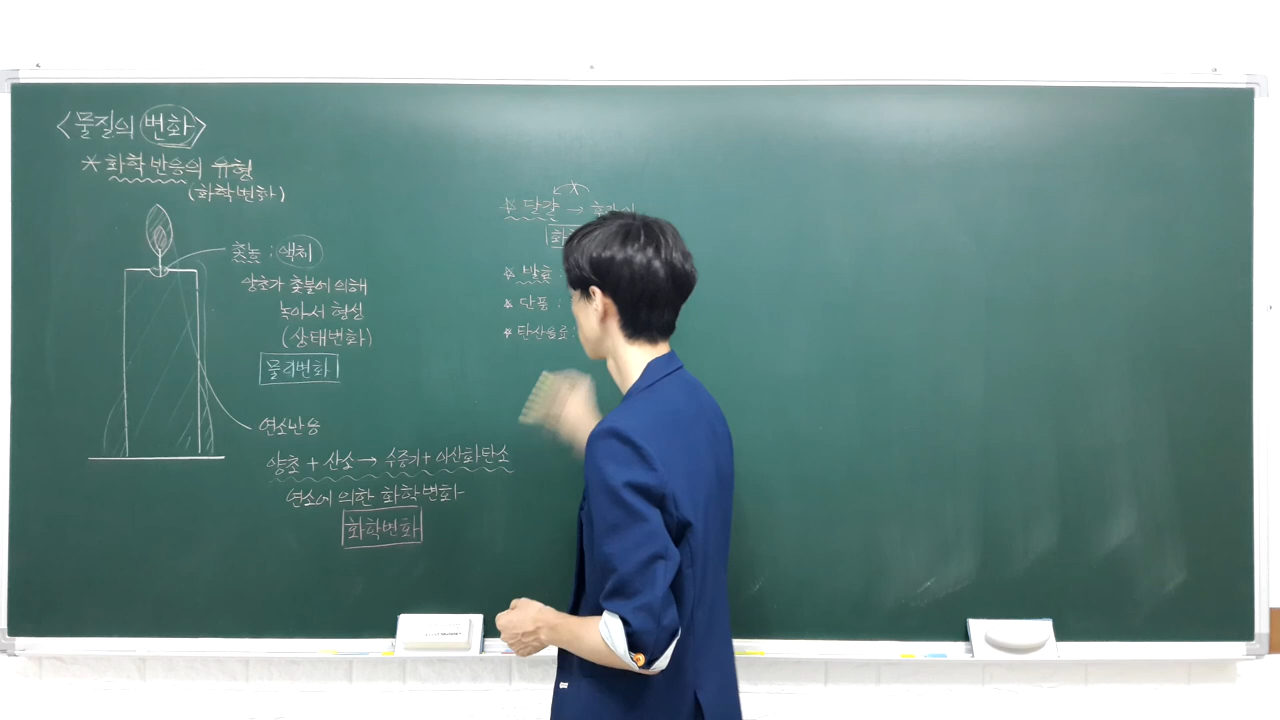 <물질의 변화>
* 화학반응의 유형
(화학변화)
촛농 : 액체
양초가 촛불에 의해
녹아서 형성
(상태변화)
물리변화
연소반응
양초 + 산소 → 수증기 + 이산화탄소
연소에 의한 화학변화
화학변화
* 달걀 →
* 발효 :
* 단풍 :
* 탄산음료 :